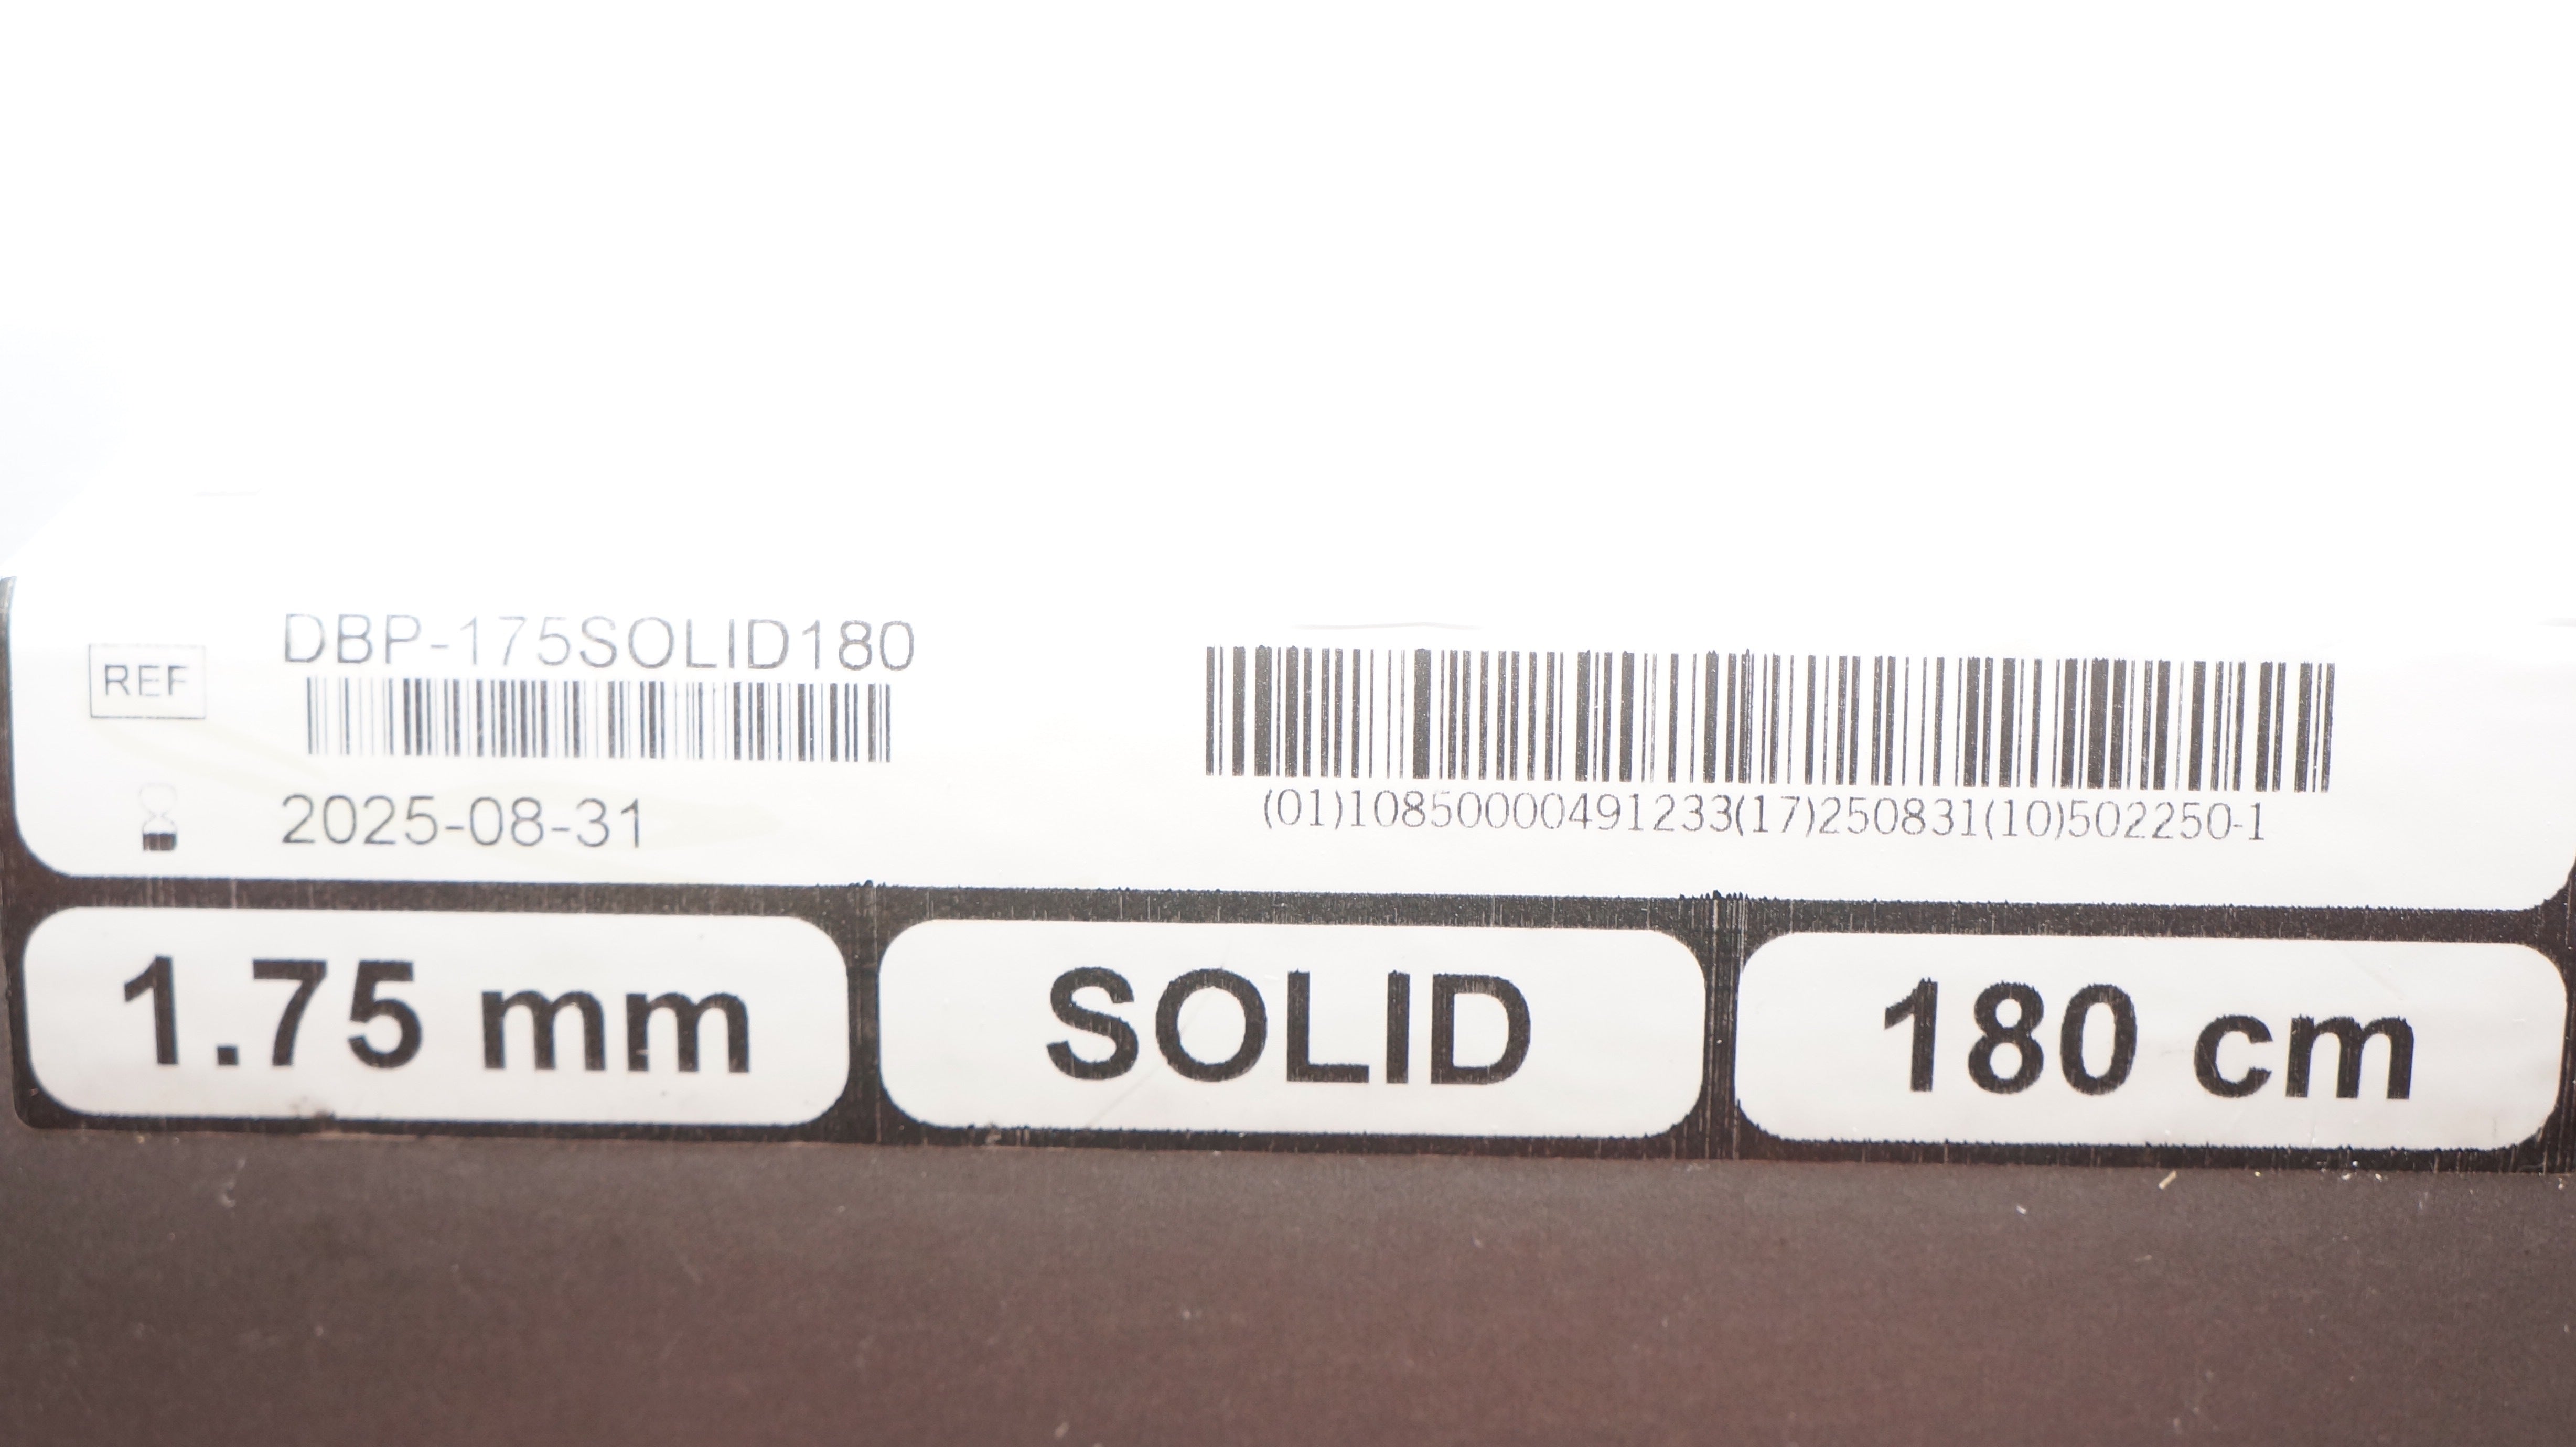 DBP-175SOLID180
REF
2025-08-31
(01)10850000491233(17)250831(10)502250-1
1.75 mm
SOLID
180 cm